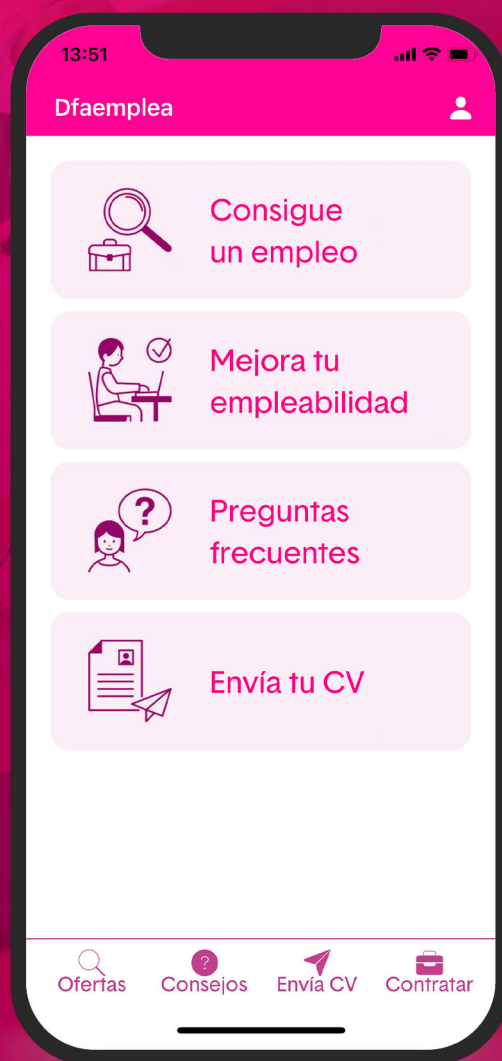 13:51
Dfaemplea
Consigue
un empleo
Mejora tu
empleabilidad
?
Preguntas
frecuentes
Envía tu CV
?
Ofertas Consejos Envía CV Contratar